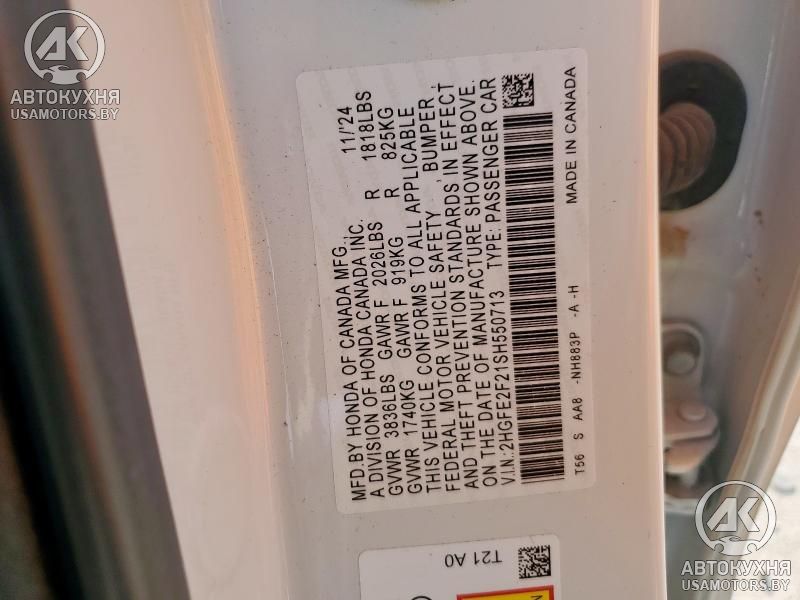 AK
АВТОКУХНЯ
USAMOTORS.BY
MFD.BY HONDA OF CANADA MFG., 11/'24
A DIVISION OF HONDA CANADA INC.
GVWR 3836LBS GAWR F 2026LBS R 1818LBS
GVWR 1740KG GAWR F 919KG R 825KG
THIS VEHICLE CONFORMS TO ALL APPLICABLE
FEDERAL MOTOR VEHICLE SAFETY , BUMPER ,
AND THEFT PREVENTION STANDARDS IN EFFECT
ON THE DATE OF MANUFACTURE SHOWN ABOVE.
V.I.N.:2HGFE2F21SH550713 TYPE: PASSENGER CAR
T56 S AA8 -NH883P -A -H MADE IN CANADA
T21 A0
AK
АВТОКУХНЯ
USAMOTORS.BY